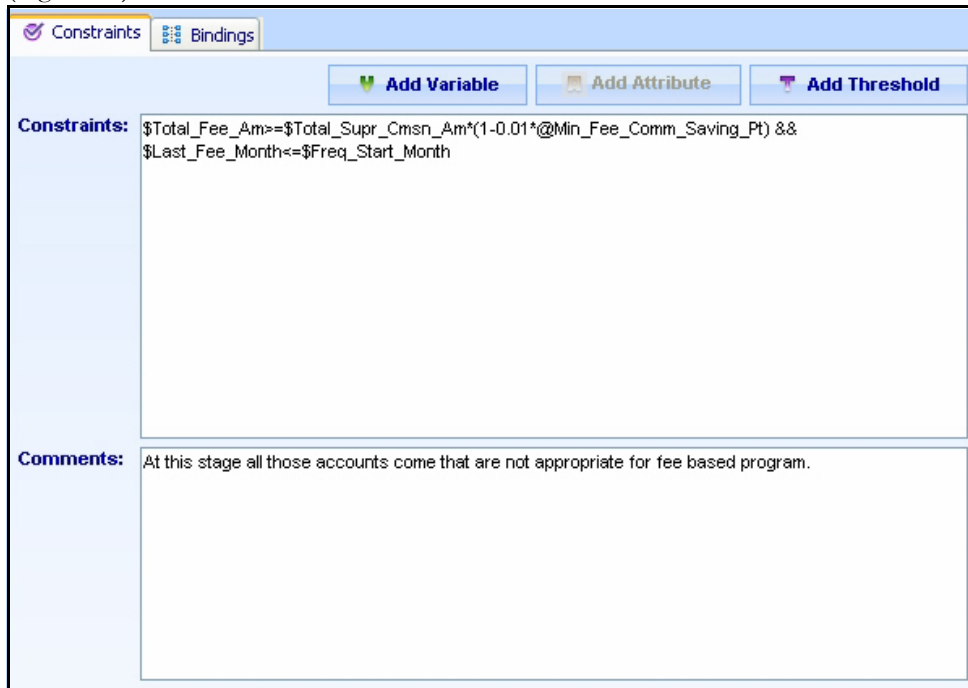 Constraints Bindings
Add Variable Add Attribute Add Threshold
Constraints: $Total_Fee_Am>=$Total_Supr_Cmsn_Am*(1-0.01*@Min_Fee_Comm_Saving_Pt) &&
$Last_Fee_Month<=$Freq_Start_Month
Comments: At this stage all those accounts come that are not appropriate for fee based program.